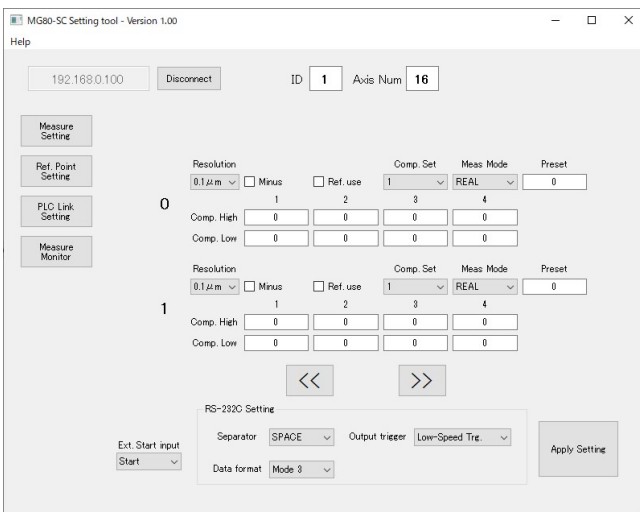 MG80-SC Setting tool - Version 1.00
Help
192.168.0.100 Disconnect ID 1 Axis Num 16
Measure Setting
Ref. Point Setting
PLC Link Setting
Measure Monitor
0
Resolution Comp. Set Meas Mode Preset
0.1μm Minus Ref. use 1 REAL 0
1 2 3 4
Comp. High 0 0 0 0
Comp. Low 0 0 0 0
1
Resolution Comp. Set Meas Mode Preset
0.1μm Minus Ref. use 1 REAL 0
1 2 3 4
Comp. High 0 0 0 0
Comp. Low 0 0 0 0
<< >>
RS-232C Setting
Separator SPACE Output trigger Low-Speed Trg.
Data format Mode 3
Ext. Start input
Start
Apply Setting